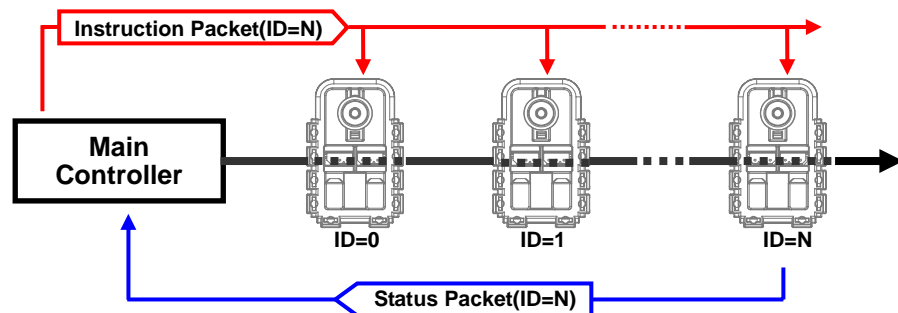 Instruction Packet(ID=N)
Main
Controller
ID=0
ID=1
ID=N
Status Packet(ID=N)